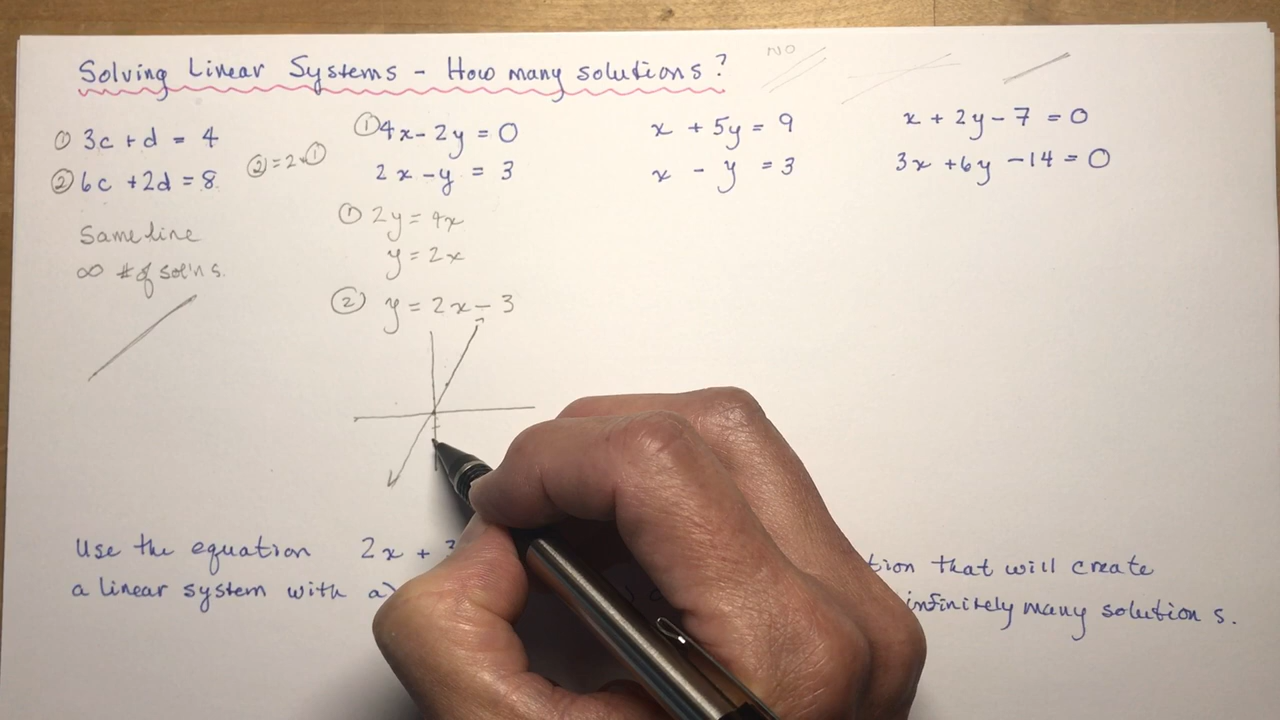 Solving Linear Systems - How many solutions?
NO
① 3c + d = 4
② 6c + 2d = 8
② = 2 × ①
Same line
∞ # of sol'ns.
① 4x - 2y = 0
2x - y = 3
① 2y = 4x
y = 2x
② y = 2x - 3
x + 5y = 9
x - y = 3
x + 2y - 7 = 0
3x + 6y - 14 = 0
Use the equation 2x + that will create
a linear system with a) infinitely many solutions.